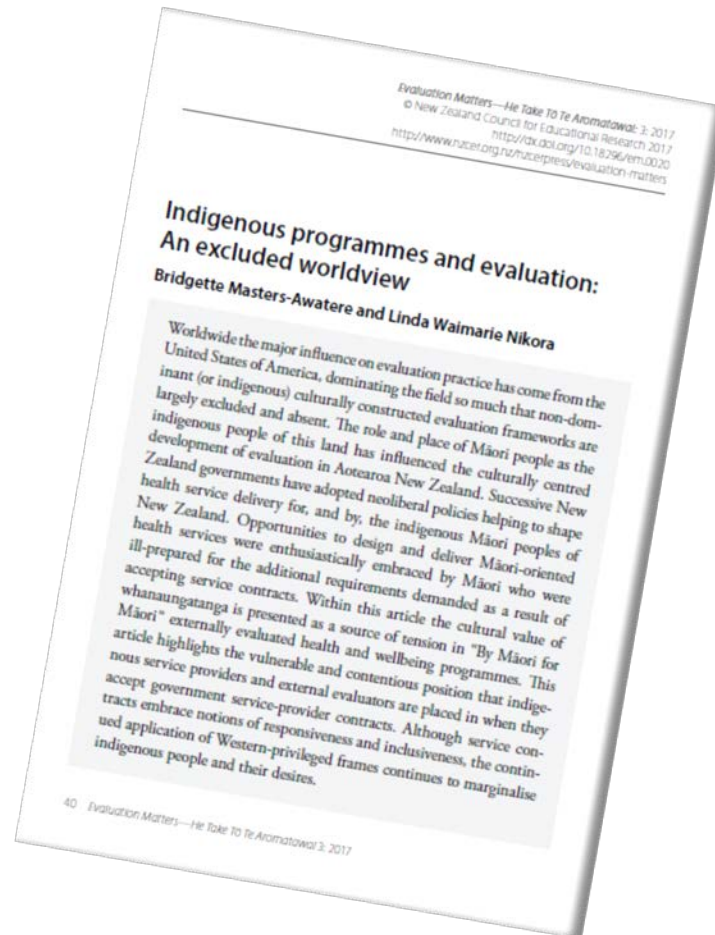 Evaluation Matters—He Take Tō Te Aromatawai 3: 2017
© New Zealand Council for Educational Research 2017
http://dx.doi.org/10.18296/em.0020
http://www.nzcer.org.nz/nzcerpress/evaluation-matters
Indigenous programmes and evaluation:
An excluded worldview
Bridgette Masters-Awatere and Linda Waimarie Nikora
Worldwide the major influence on evaluation practice has come from the
United States of America, dominating the field so much that non-dom-
inant (or indigenous) culturally constructed evaluation frameworks are
largely excluded and absent. The role and place of Māori people as the
indigenous people of this land has influenced the culturally centred
development of evaluation in Aotearoa New Zealand. Successive New
Zealand governments have adopted neoliberal policies helping to shape
health service delivery for, and by, the indigenous Māori peoples of
New Zealand. Opportunities to design and deliver Māori-oriented
health services were enthusiastically embraced by Māori who were
ill-prepared for the additional requirements demanded as a result of
accepting service contracts. Within this article the cultural value of
whanaungatanga is presented as a source of tension in "By Māori for
Māori" externally evaluated health and wellbeing programmes. This
article highlights the vulnerable and contentious position that indige-
nous service providers and external evaluators are placed in when they
accept government service-provider contracts. Although service con-
tracts embrace notions of responsiveness and inclusiveness, the contin-
ued application of Western-privileged frames continues to marginalise
indigenous people and their desires.
40 Evaluation Matters—He Take Tō Te Aromatawai 3: 2017